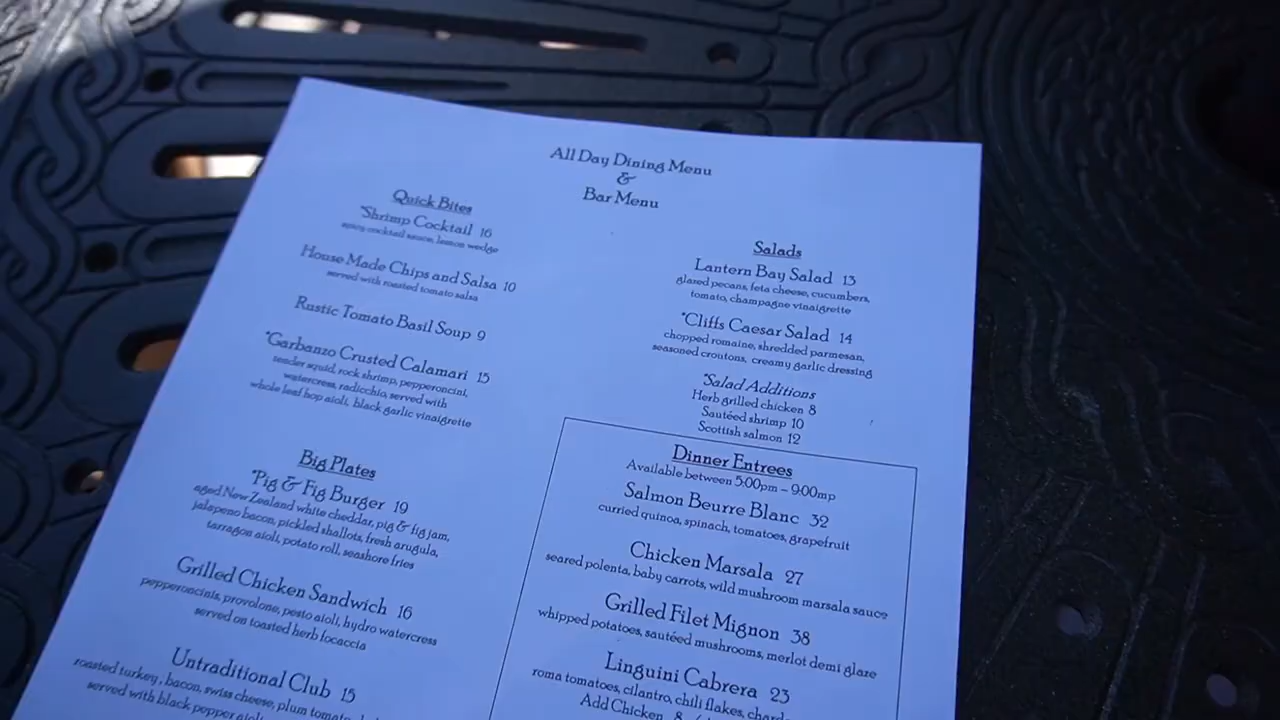 All Day Dining Menu
&
Bar Menu
Quick Bites
*Shrimp Cocktail 16
spicy cocktail sauce, lemon wedge
House Made Chips and Salsa 10
served with roasted tomato salsa
Rustic Tomato Basil Soup 9
*Garbanzo Crusted Calamari 15
tender squid, rock shrimp, pepperoncini,
watercress, radicchio, served with
whole leaf hop aioli, black garlic vinaigrette
Big Plates
*Pig & Fig Burger 19
aged New Zealand white cheddar, pig & fig jam,
jalapeno bacon, pickled shallots, fresh arugula,
tarragon aioli, potato roll, seashore fries
Grilled Chicken Sandwich 16
pepperoncinis, provolone, pesto aioli, hydro watercress
served on toasted herb focaccia
Untraditional Club 15
roasted turkey, bacon, swiss cheese, plum
served with black pepper
Salads
Lantern Bay Salad 13
glazed pecans, feta cheese, cucumbers,
tomato, champagne vinaigrette
*Cliffs Caesar Salad 14
chopped romaine, shredded parmesan,
seasoned croutons, creamy garlic dressing
*Salad Additions
Herb grilled chicken 8
Sautéed shrimp 10
Scottish salmon 12
Dinner Entrees
Available between 5:00pm – 9:00mp
Salmon Beurre Blanc 32
curried quinoa, spinach, tomatoes, grapefruit
Chicken Marsala 27
seared polenta, baby carrots, wild mushroom marsala sauce
Grilled Filet Mignon 38
whipped potatoes, sautéed mushrooms, merlot demi glaze
Linguini Cabrera 23
roma tomatoes, cilantro, chili flakes,
Add Chicken 8